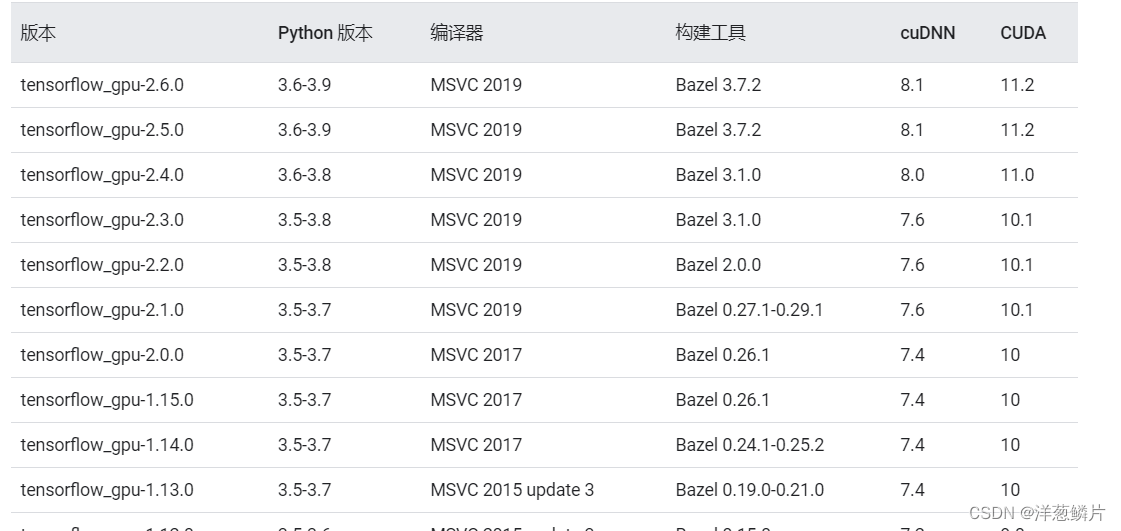 版本 Python 版本 编译器 构建工具 cuDNN CUDA
tensorflow_gpu-2.6.0 3.6-3.9 MSVC 2019 Bazel 3.7.2 8.1 11.2
tensorflow_gpu-2.5.0 3.6-3.9 MSVC 2019 Bazel 3.7.2 8.1 11.2
tensorflow_gpu-2.4.0 3.6-3.8 MSVC 2019 Bazel 3.1.0 8.0 11.0
tensorflow_gpu-2.3.0 3.5-3.8 MSVC 2019 Bazel 3.1.0 7.6 10.1
tensorflow_gpu-2.2.0 3.5-3.8 MSVC 2019 Bazel 2.0.0 7.6 10.1
tensorflow_gpu-2.1.0 3.5-3.7 MSVC 2019 Bazel 0.27.1-0.29.1 7.6 10.1
tensorflow_gpu-2.0.0 3.5-3.7 MSVC 2017 Bazel 0.26.1 7.4 10
tensorflow_gpu-1.15.0 3.5-3.7 MSVC 2017 Bazel 0.26.1 7.4 10
tensorflow_gpu-1.14.0 3.5-3.7 MSVC 2017 Bazel 0.24.1-0.25.2 7.4 10
tensorflow_gpu-1.13.0 3.5-3.7 MSVC 2015 update 3 Bazel 0.19.0-0.21.0 7.4 10
CSDN @洋葱鳞片